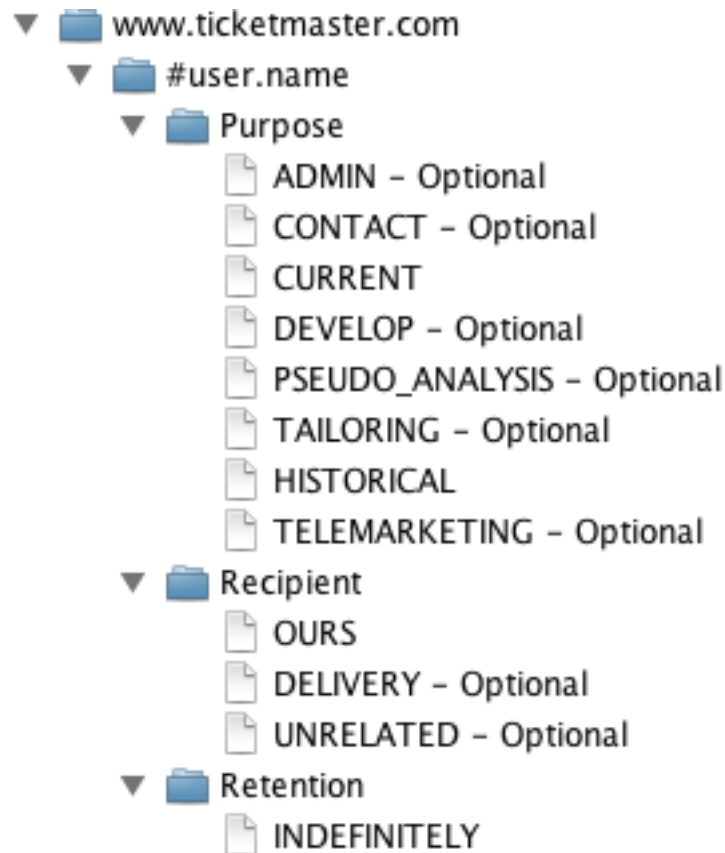 www.ticketmaster.com
#user.name
Purpose
ADMIN – Optional
CONTACT – Optional
CURRENT
DEVELOP – Optional
PSEUDO_ANALYSIS – Optional
TAILORING – Optional
HISTORICAL
TELEMARKETING – Optional
Recipient
OURS
DELIVERY – Optional
UNRELATED – Optional
Retention
INDEFINITELY